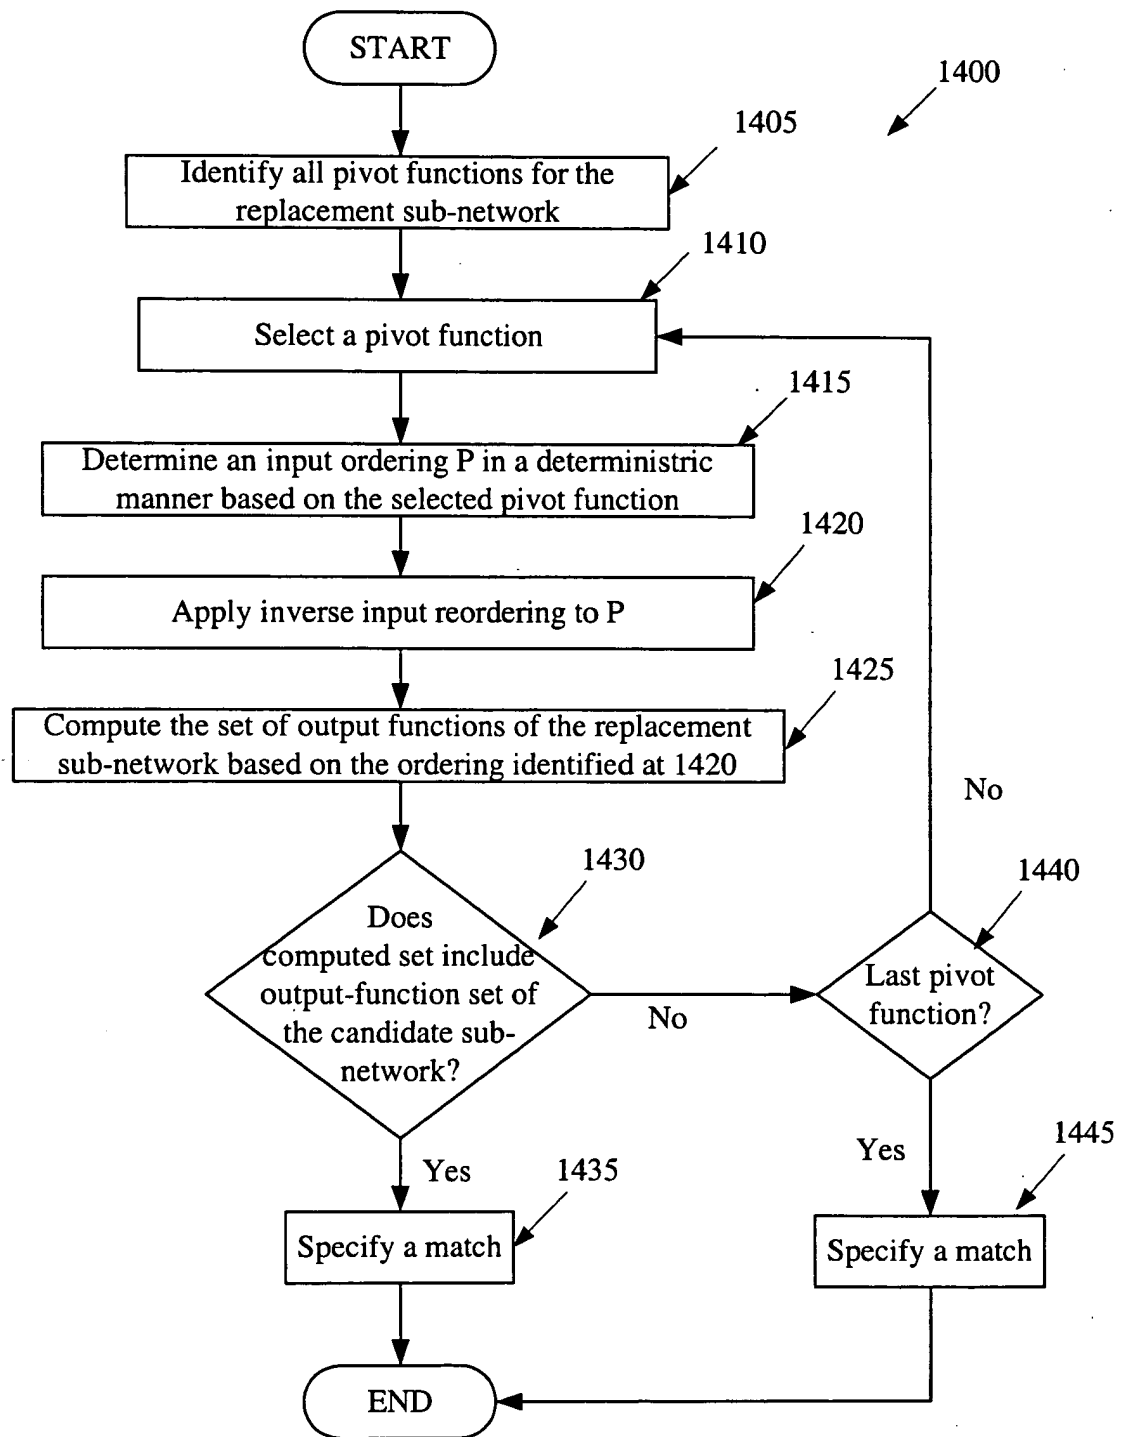 START
1400
1405
Identify all pivot functions for the
replacement sub-network
1410
Select a pivot function
1415
Determine an input ordering P in a deterministric
manner based on the selected pivot function
1420
Apply inverse input reordering to P
1425
Compute the set of output functions of the replacement
sub-network based on the ordering identified at 1420
No
1430
Does
computed set include
output-function set of
the candidate sub-
network?
No
1440
Last pivot
function?
Yes
1435
Specify a match
Yes
1445
Specify a match
END